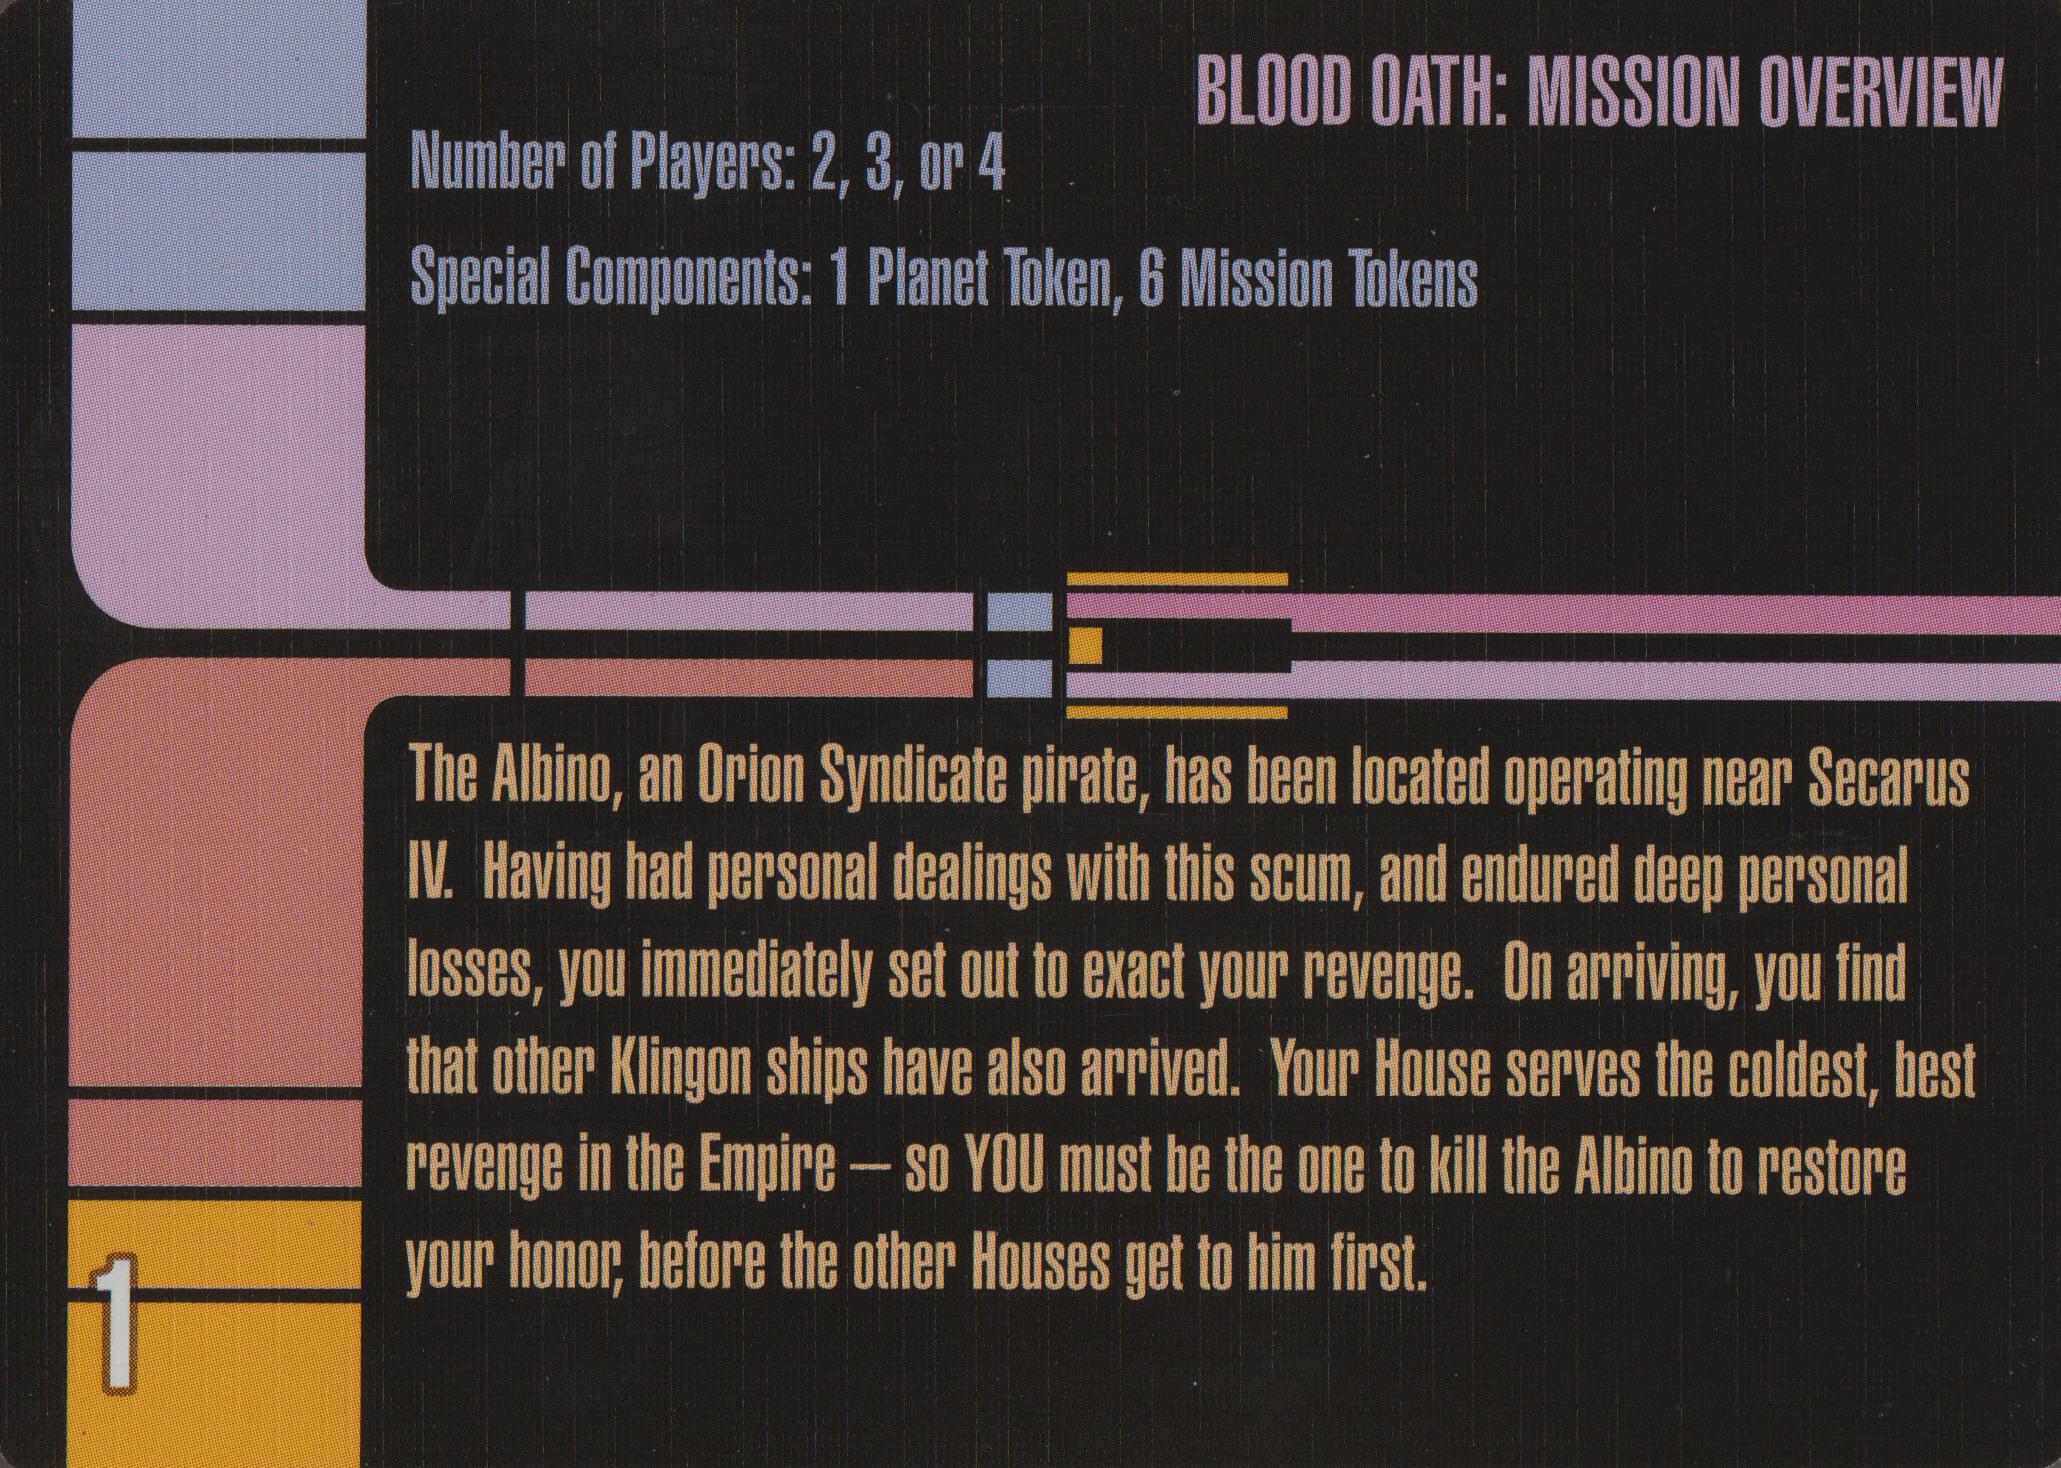 BLOOD OATH: MISSION OVERVIEW
Number of Players: 2, 3, or 4
Special Components: 1 Planet Token, 6 Mission Tokens
The Albino, an Orion Syndicate pirate, has been located operating near Secarus
IV.  Having had personal dealings with this scum, and endured deep personal
losses, you immediately set out to exact your revenge.  On arriving, you find
that other Klingon ships have also arrived.  Your House serves the coldest, best
revenge in the Empire — so YOU must be the one to kill the Albino to restore
your honor, before the other Houses get to him first.
1